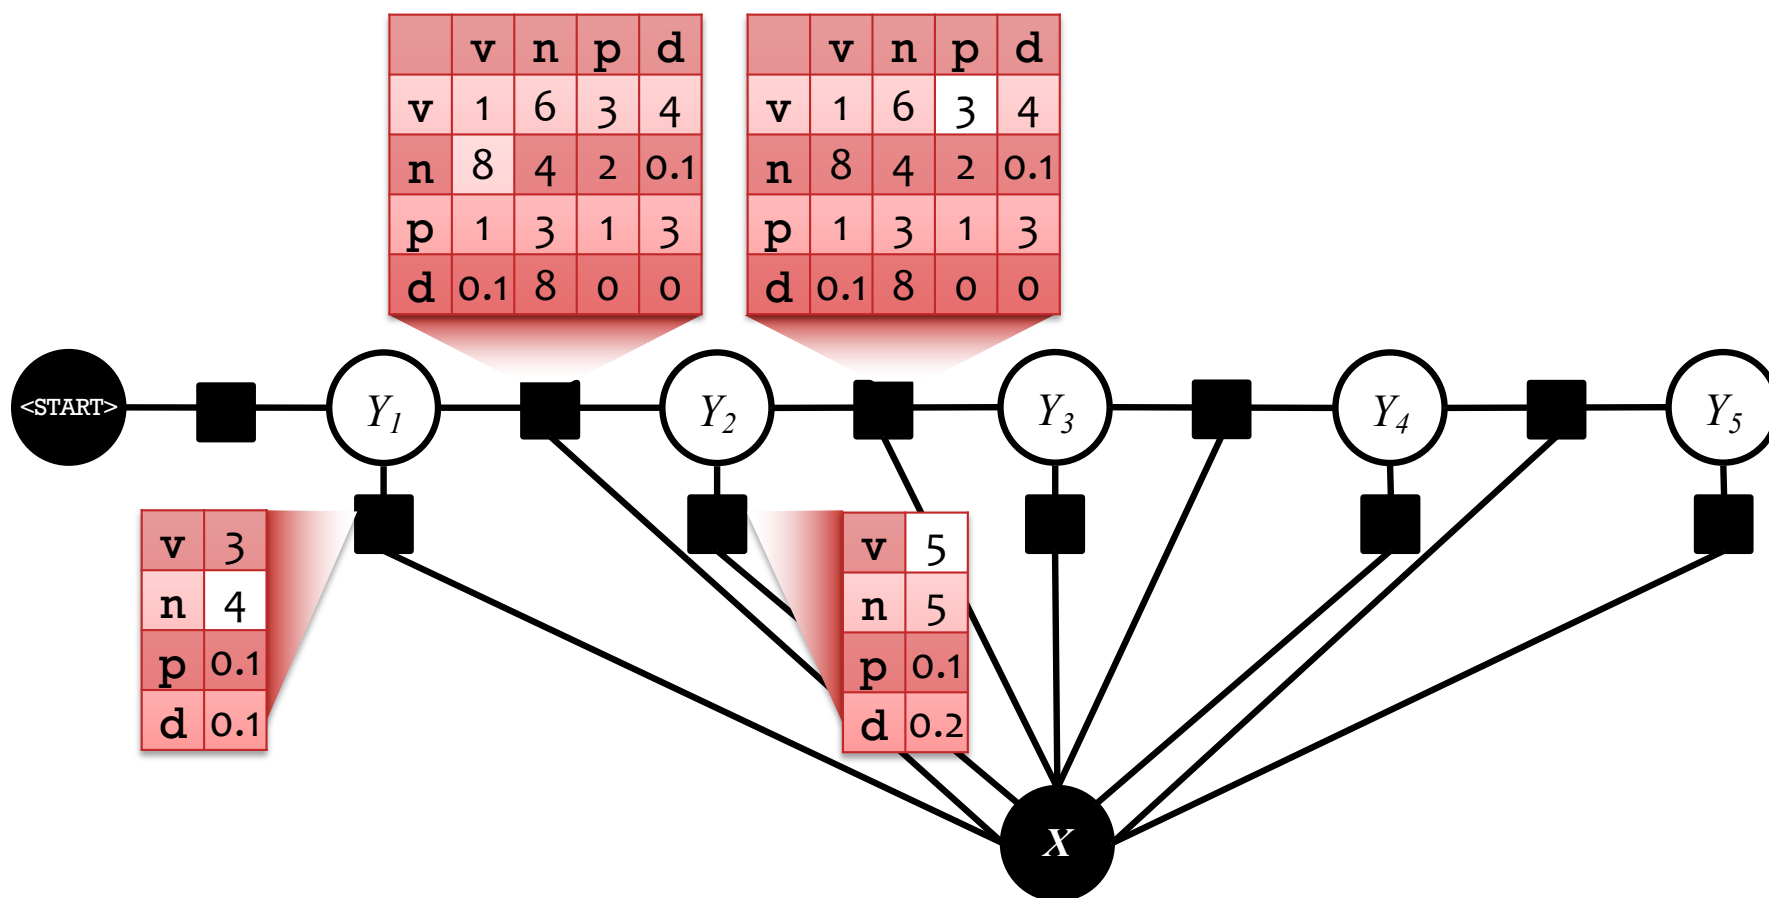 v n p d
v 1 6 3 4
n 8 4 2 0.1
p 1 3 1 3
d 0.1 8 0 0
v n p d
v 1 6 3 4
n 8 4 2 0.1
p 1 3 1 3
d 0.1 8 0 0
<START> Y1 Y2 Y3 Y4 Y5
v 3
n 4
p 0.1
d 0.1
v 5
n 5
p 0.1
d 0.2
X